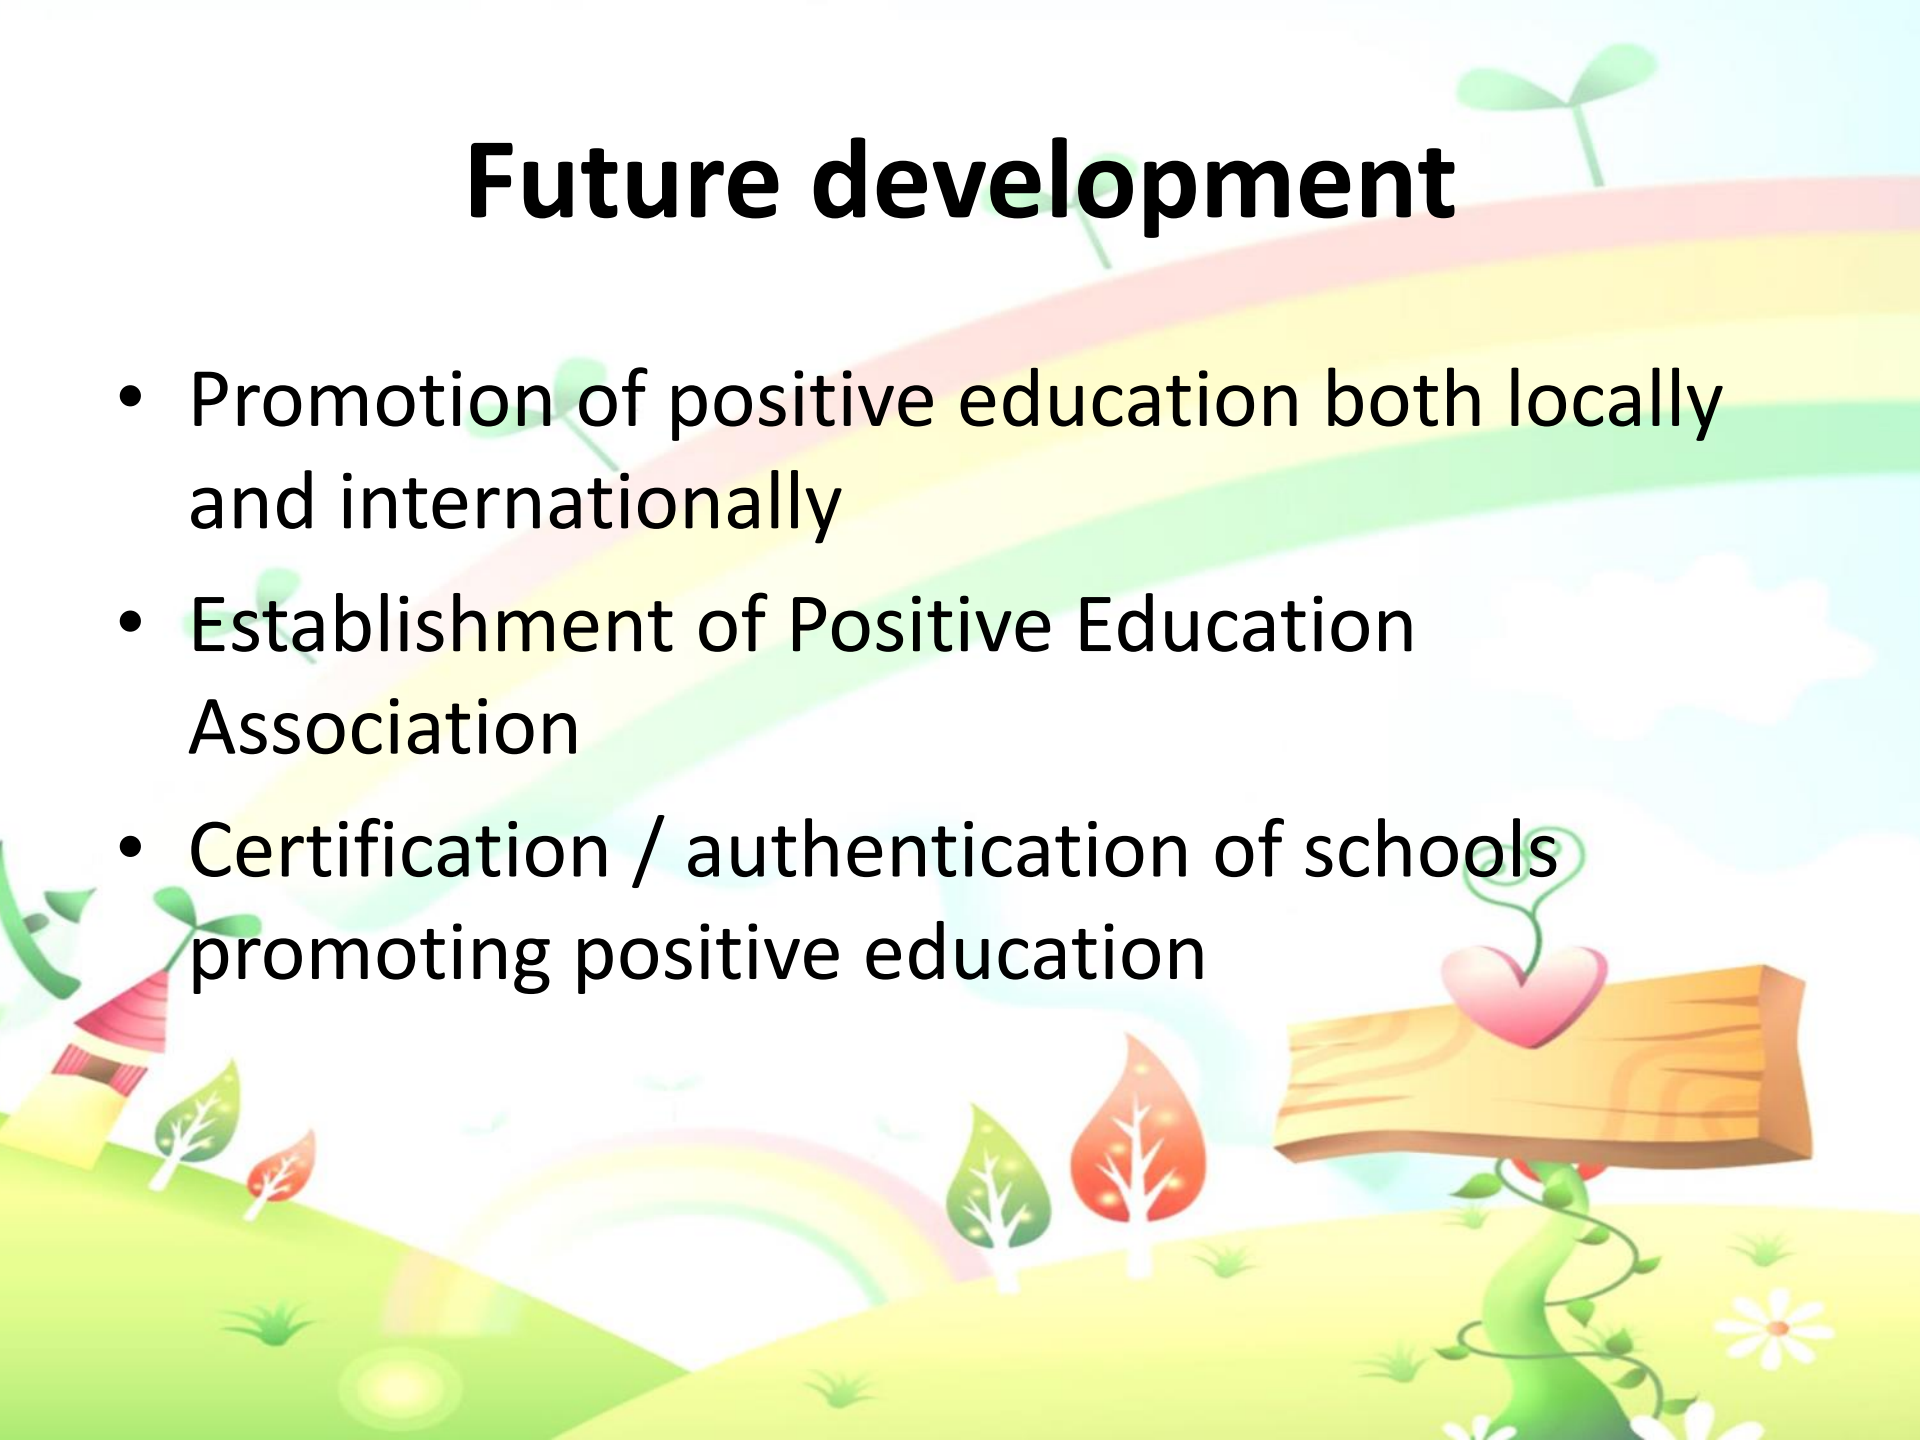 Future development
• Promotion of positive education both locally
and internationally
• Establishment of Positive Education
Association
• Certification / authentication of schools
promoting positive education